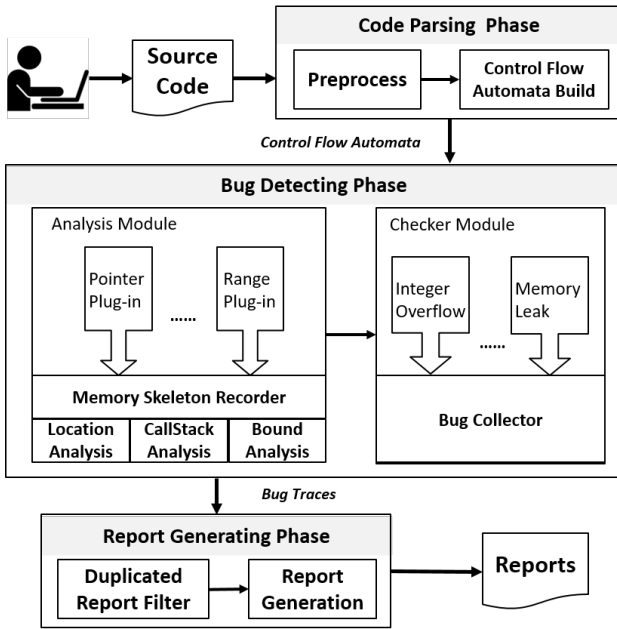 Code Parsing Phase
Source
Code
Preprocess
Control Flow
Automata Build
Control Flow Automata
Bug Detecting Phase
Analysis Module
Pointer
Plug-in
......
Range
Plug-in
Memory Skeleton Recorder
Location
Analysis
CallStack
Analysis
Bound
Analysis
Checker Module
Integer
Overflow
......
Memory
Leak
Bug Collector
Bug Traces
Report Generating Phase
Duplicated
Report Filter
Report
Generation
Reports